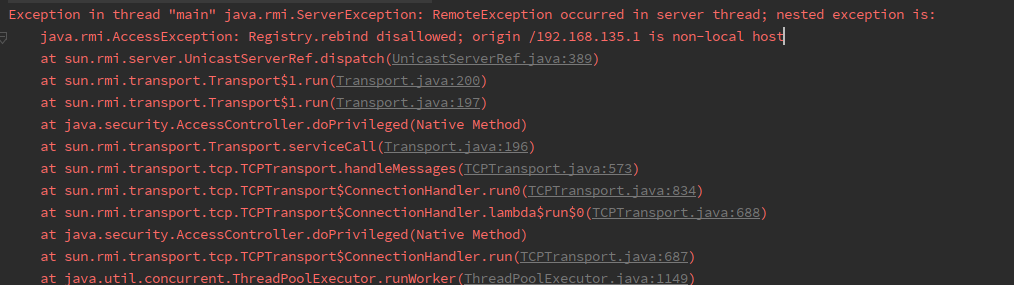 Exception in thread "main" java.rmi.ServerException: RemoteException occurred in server thread; nested exception is:
java.rmi.AccessException: Registry.rebind disallowed; origin /192.168.135.1 is non-local host
at sun.rmi.server.UnicastServerRef.dispatch(UnicastServerRef.java:389)
at sun.rmi.transport.Transport$1.run(Transport.java:200)
at sun.rmi.transport.Transport$1.run(Transport.java:197)
at java.security.AccessController.doPrivileged(Native Method)
at sun.rmi.transport.Transport.serviceCall(Transport.java:196)
at sun.rmi.transport.tcp.TCPTransport.handleMessages(TCPTransport.java:573)
at sun.rmi.transport.tcp.TCPTransport$ConnectionHandler.run0(TCPTransport.java:834)
at sun.rmi.transport.tcp.TCPTransport$ConnectionHandler.lambda$run$0(TCPTransport.java:688)
at java.security.AccessController.doPrivileged(Native Method)
at sun.rmi.transport.tcp.TCPTransport$ConnectionHandler.run(TCPTransport.java:687)
at java.util.concurrent.ThreadPoolExecutor.runWorker(ThreadPoolExecutor.java:1149)